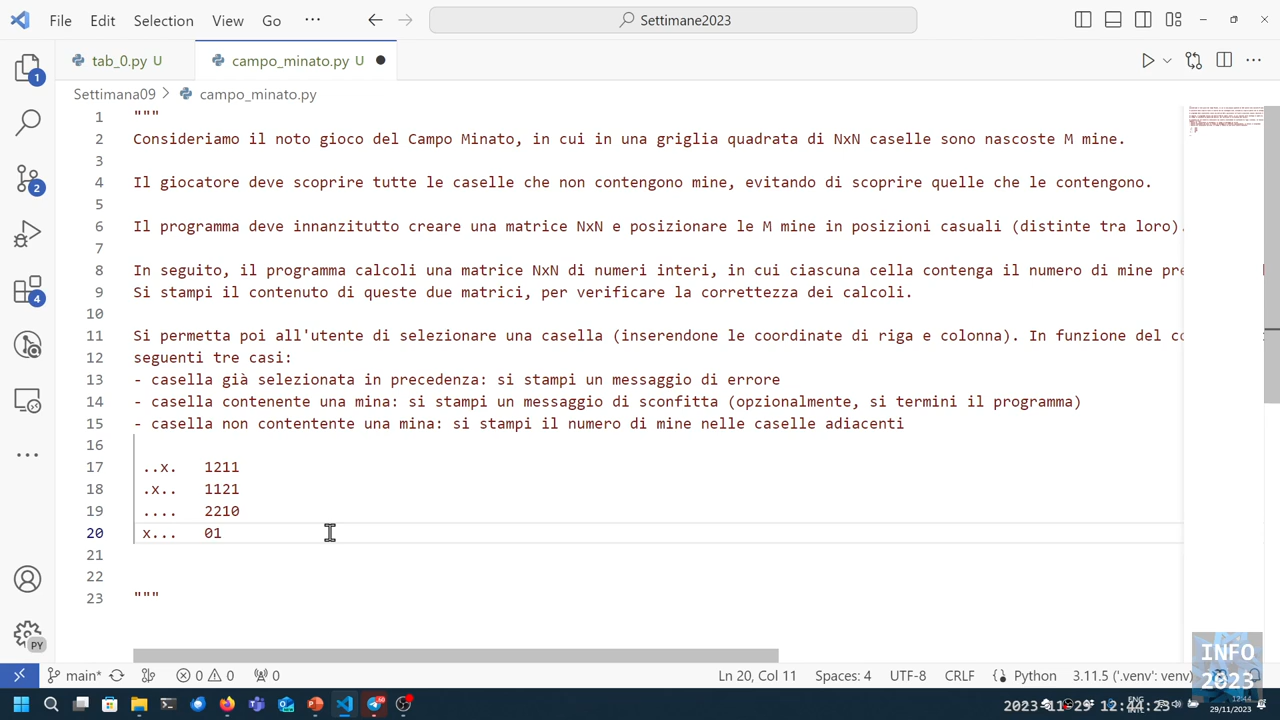 File Edit Selection View Go ··· Settimane2023
tab_0.py U campo_minato.py U
Settimana09 > campo_minato.py
1 """
2 Consideriamo il noto gioco del Campo Minato, in cui in una griglia quadrata di NxN caselle sono nascoste M mine.
3
4 Il giocatore deve scoprire tutte le caselle che non contengono mine, evitando di scoprire quelle che le contengono.
5
6 Il programma deve innanzitutto creare una matrice NxN e posizionare le M mine in posizioni casuali (distinte tra loro).
7
8 In seguito, il programma calcoli una matrice NxN di numeri interi, in cui ciascuna cella contenga il numero di mine pre
9 Si stampi il contenuto di queste due matrici, per verificare la correttezza dei calcoli.
10
11 Si permetta poi all'utente di selezionare una casella (inserendone le coordinate di riga e colonna). In funzione del co
12 seguenti tre casi:
13 - casella già selezionata in precedenza: si stampi un messaggio di errore
14 - casella contenente una mina: si stampi un messaggio di sconfitta (opzionalmente, si termini il programma)
15 - casella non contentente una mina: si stampi il numero di mine nelle caselle adiacenti
16
17 ..x. 1211
18 .x.. 1121
19 .... 2210
20 x... 01
21
22
23 """
1
2
4
PY
main* 0 0 0 Ln 20, Col 11 Spaces: 4 UTF-8 CRLF Python 3.11.5 ('.venv': venv)
INFO
2023
ENG
12:44
29/11/2023